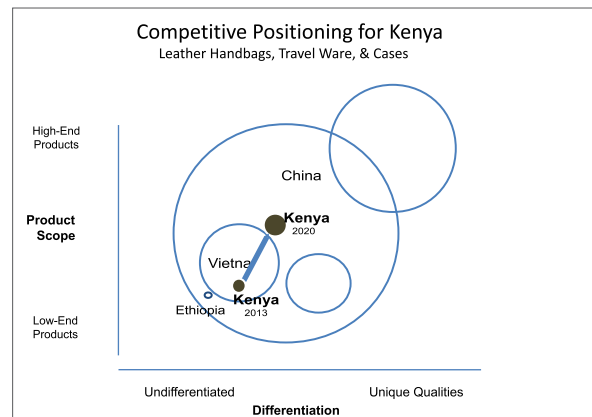 Competitive Positioning for Kenya
Leather Handbags, Travel Ware, & Cases
High-End
Products
China
Product
Scope
Kenya
2020
Vietna
Ethiopia
Kenya
2013
Low-End
Products
Undifferentiated
Unique Qualities
Differentiation